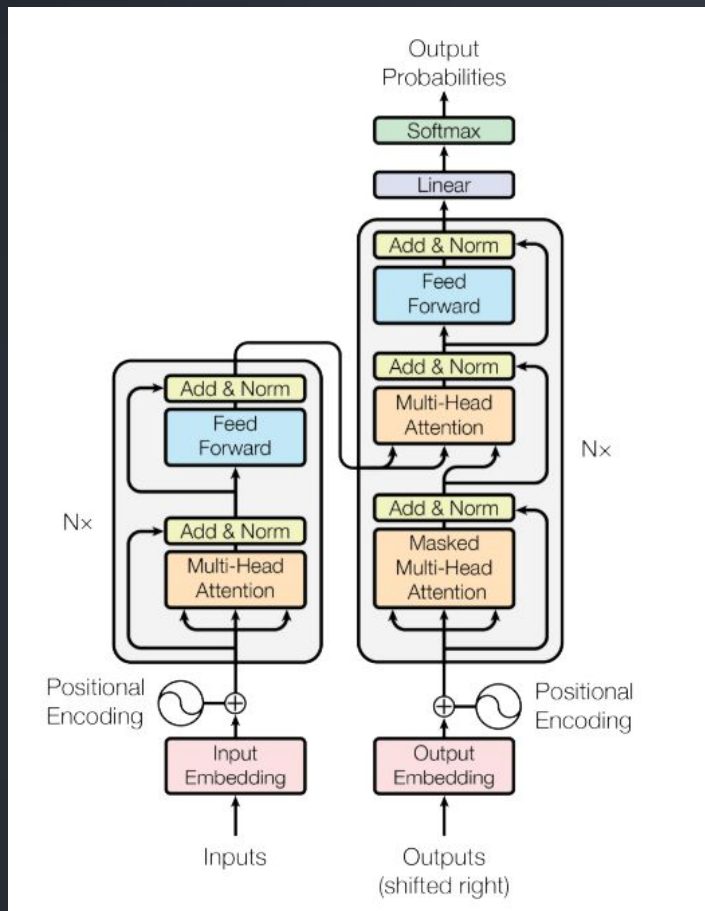 Output
Probabilities
Softmax
Linear
Add & Norm
Feed
Forward
Add & Norm
Multi-Head
Attention
Nx
Add & Norm
Masked
Multi-Head
Attention
Add & Norm
Feed
Forward
Nx
Add & Norm
Multi-Head
Attention
Positional
Encoding
Positional
Encoding
Input
Embedding
Output
Embedding
Inputs
Outputs
(shifted right)